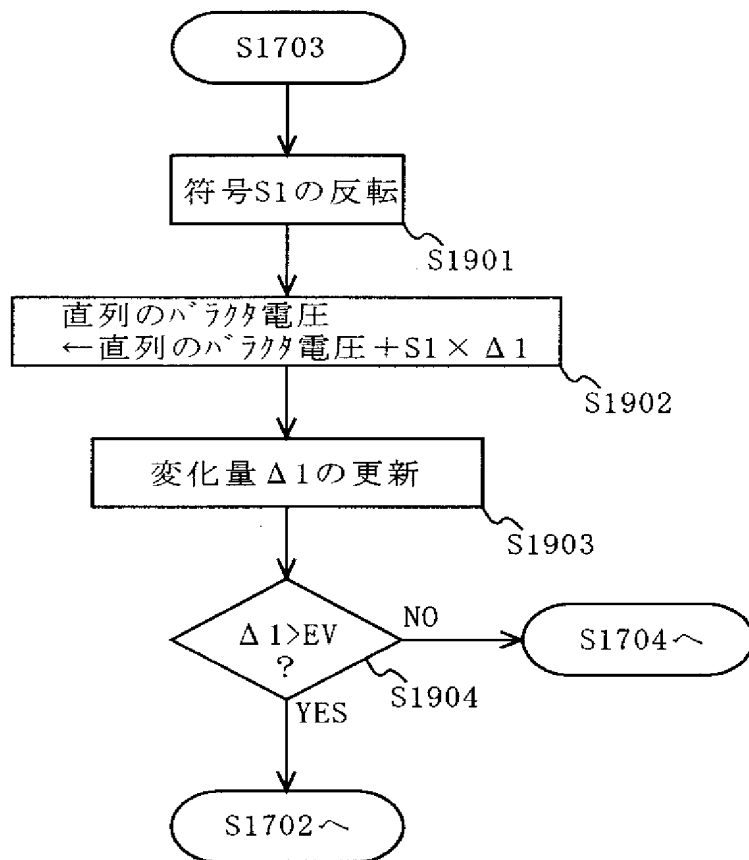 S1703
符号S1の反転
S1901
直列のﾊﾞﾗｸﾀ電圧
←直列のﾊﾞﾗｸﾀ電圧+S1×Δ1
S1902
変化量Δ1の更新
S1903
Δ1>EV
?
NO
S1704へ
S1904
YES
S1702へ